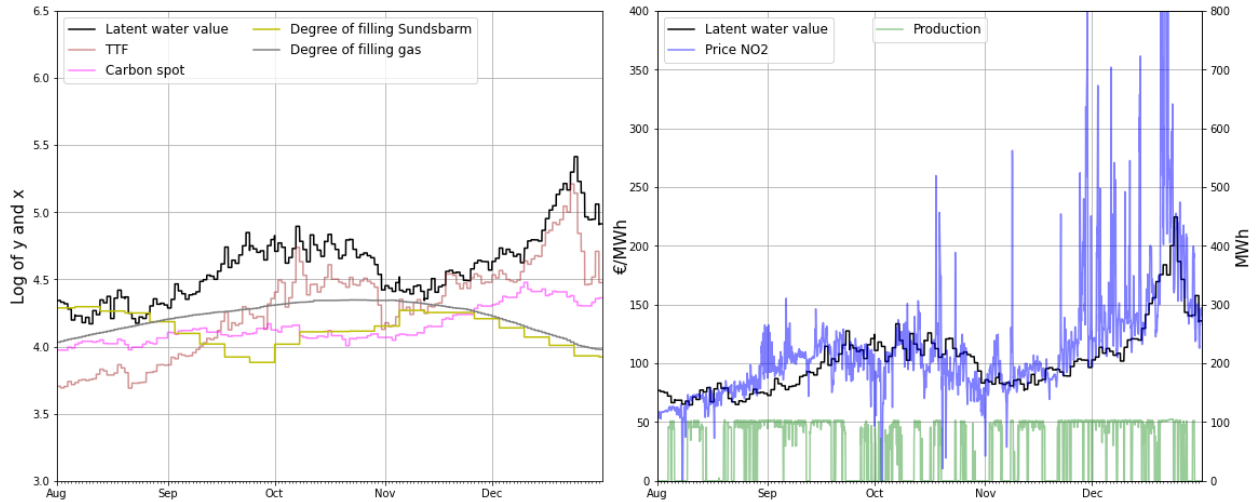 Latent water value
TTF
Carbon spot
Degree of filling Sundsbarm
Degree of filling gas
Log of y and x
6.5
6.0
5.5
5.0
4.5
4.0
3.5
3.0
Aug
Sep
Oct
Nov
Dec
Latent water value
Price NO2
Production
€/MWh
400
350
300
250
200
150
100
50
0
Aug
Sep
Oct
Nov
Dec
800
700
600
500
400
300
200
100
0
MWh